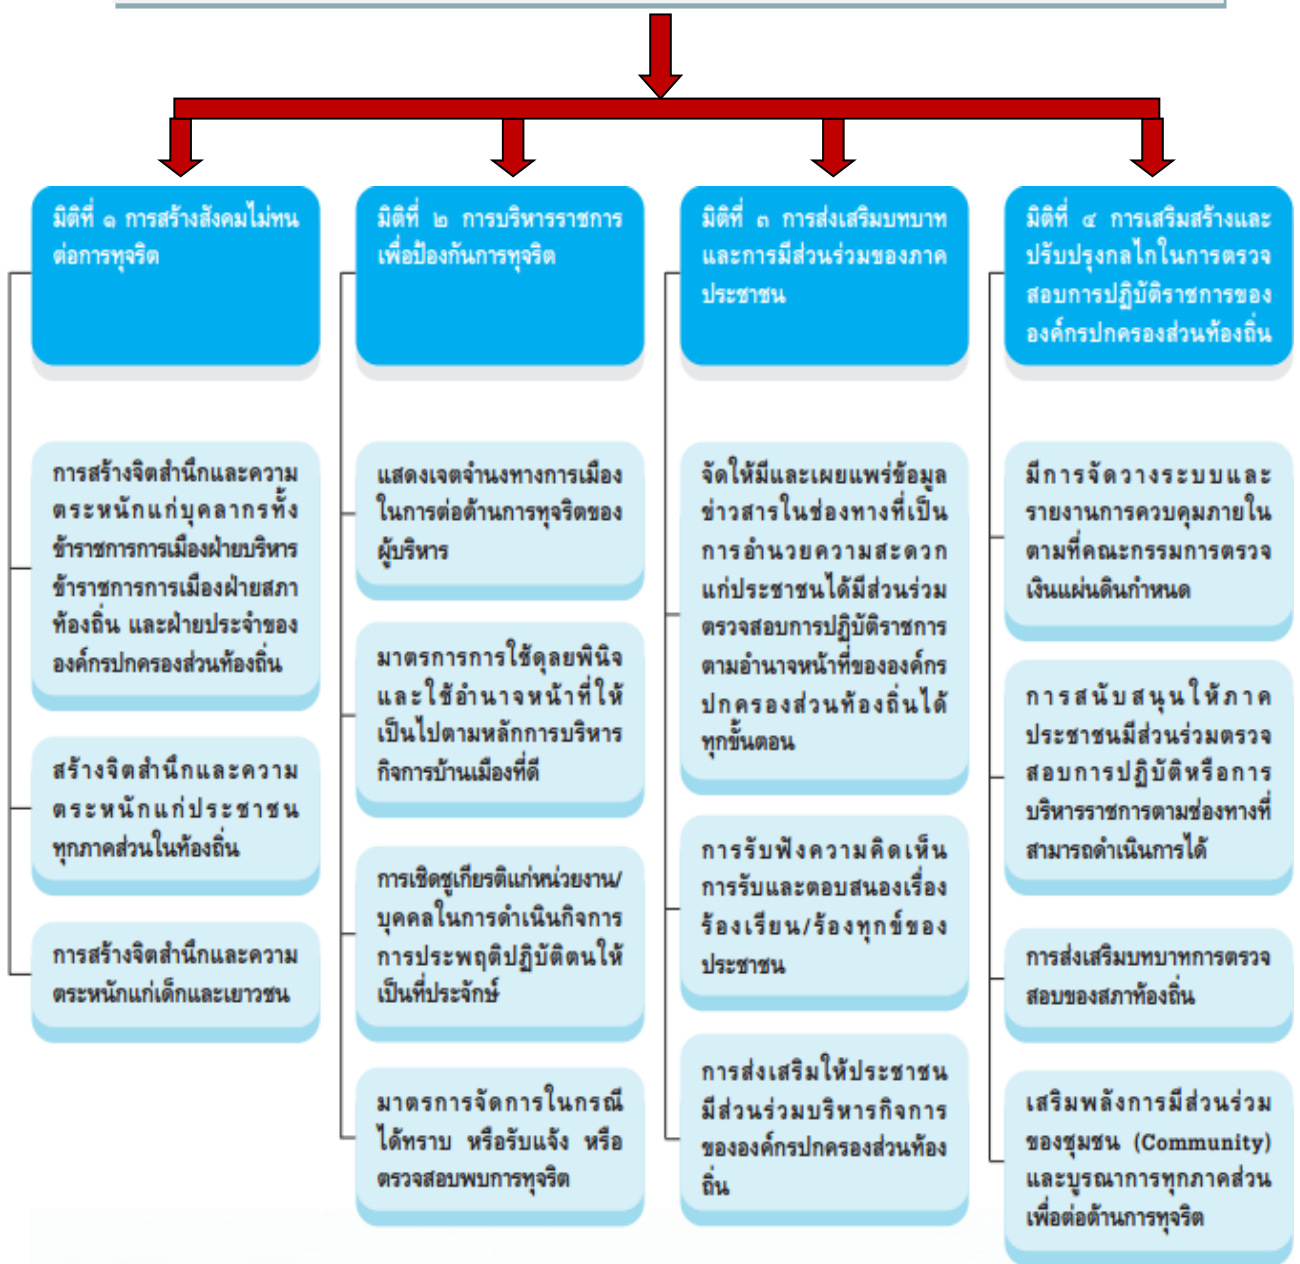 มิติที่ ๑ การสร้างสังคมไม่ทน
ต่อการทุจริต
การสร้างจิตสำนึกและความ
ตระหนักแก่บุคลากรทั้ง
ข้าราชการการเมืองฝ่ายบริหาร
ข้าราชการการเมืองฝ่ายสภา
ท้องถิ่น และฝ่ายประจำของ
องค์กรปกครองส่วนท้องถิ่น
สร้างจิตสำนึกและความ
ตระหนักแก่ประชาชน
ทุกภาคส่วนในท้องถิ่น
การสร้างจิตสำนึกและความ
ตระหนักแก่เด็กและเยาวชน
มิติที่ ๒ การบริหารราชการ
เพื่อป้องกันการทุจริต
แสดงเจตจำนงทางการเมือง
ในการต่อต้านการทุจริตของ
ผู้บริหาร
มาตรการการใช้ดุลยพินิจ
และใช้อำนาจหน้าที่ให้
เป็นไปตามหลักการบริหาร
กิจการบ้านเมืองที่ดี
การเชิดชูเกียรติแก่หน่วยงาน/
บุคคลในการดำเนินกิจการ
การประพฤติปฏิบัติตนให้
เป็นที่ประจักษ์
มาตรการจัดการในกรณี
ได้ทราบ หรือรับแจ้ง หรือ
ตรวจสอบพบการทุจริต
มิติที่ ๓ การส่งเสริมบทบาท
และการมีส่วนร่วมของภาค
ประชาชน
จัดให้มีและเผยแพร่ข้อมูล
ข่าวสารในช่องทางที่เป็น
การอำนวยความสะดวก
แก่ประชาชนได้มีส่วนร่วม
ตรวจสอบการปฏิบัติราชการ
ตามอำนาจหน้าที่ขององค์กร
ปกครองส่วนท้องถิ่นได้
ทุกขั้นตอน
การรับฟังความคิดเห็น
การรับและตอบสนองเรื่อง
ร้องเรียน/ร้องทุกข์ของ
ประชาชน
การส่งเสริมให้ประชาชน
มีส่วนร่วมบริหารกิจการ
ขององค์กรปกครองส่วนท้อง
ถิ่น
มิติที่ ๔ การเสริมสร้างและ
ปรับปรุงกลไกในการตรวจ
สอบการปฏิบัติราชการของ
องค์กรปกครองส่วนท้องถิ่น
มีการจัดวางระบบและ
รายงานการควบคุมภายใน
ตามที่คณะกรรมการตรวจ
เงินแผ่นดินกำหนด
การสนับสนุนให้ภาค
ประชาชนมีส่วนร่วมตรวจ
สอบการปฏิบัติหรือการ
บริหารราชการตามช่องทางที่
สามารถดำเนินการได้
การส่งเสริมบทบาทการตรวจ
สอบของสภาท้องถิ่น
เสริมพลังการมีส่วนร่วม
ของชุมชน (Community)
และบูรณาการทุกภาคส่วน
เพื่อต่อต้านการทุจริต